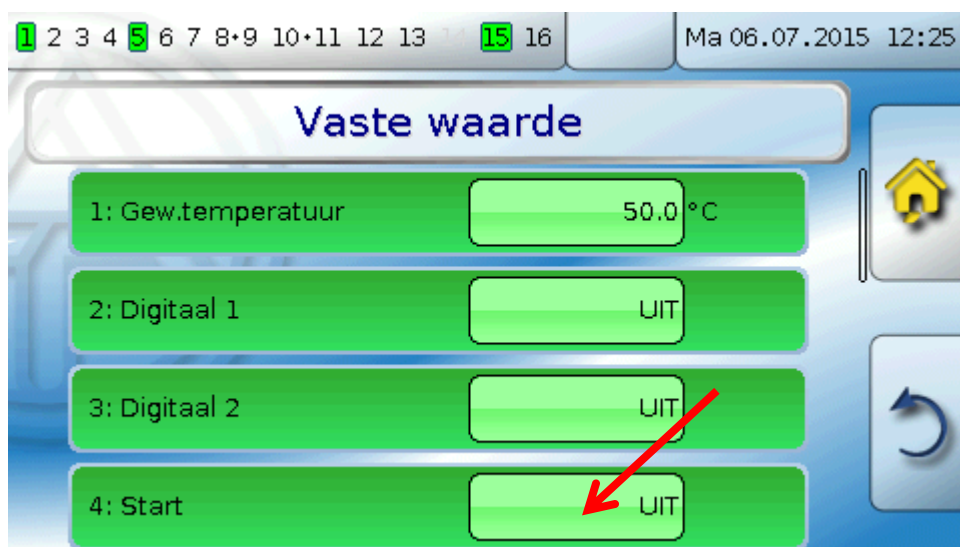 1 2 3 4 5 6 7 8·9 10·11 12 13 14 15 16 Ma 06.07.2015 12:25
Vaste waarde
1: Gew.temperatuur 50.0 °C
2: Digitaal 1 UIT
3: Digitaal 2 UIT
4: Start UIT